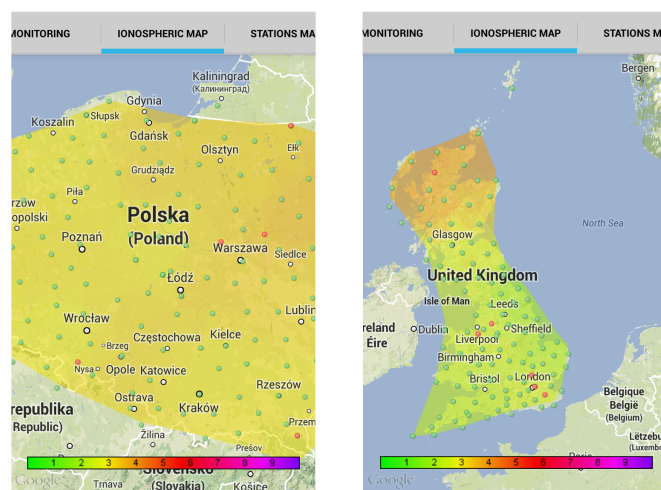 MONITORING IONOSPHERIC MAP STATIONS MA
Kaliningrad
(Калининград)
Gdynia
Słupsk
Koszalin
Gdańsk
Olsztyn
Ełk
Grudziądz
Piła
rzów
opolski
Polska
(Poland)
Poznań
Warszawa
Siedlce
Łódź
Lublin
Wrocław
Częstochowa
Kielce
Brzeg
Nysa
Opole
Katowice
Rzeszów
Ostrava
Kraków
republika
Republic)
Przem
Žilina
Prešov
1 2 3 4 5 6 7 8 9
Google
Trnava
Slovensko
(Slovakia)
Košice
MONITORING IONOSPHERIC MAP STATIONS M
Bergen
North Sea
Glasgow
United Kingdom
Isle of Man
Leeds
reland
Éire
Dublin
Sheffield
Liverpool
Birmingham
Bristol
London
Belgique
België
(Belgium)
Lëtzebu
(Luxembo
Paris
1 2 3 4 5 6 7 8 9
Google